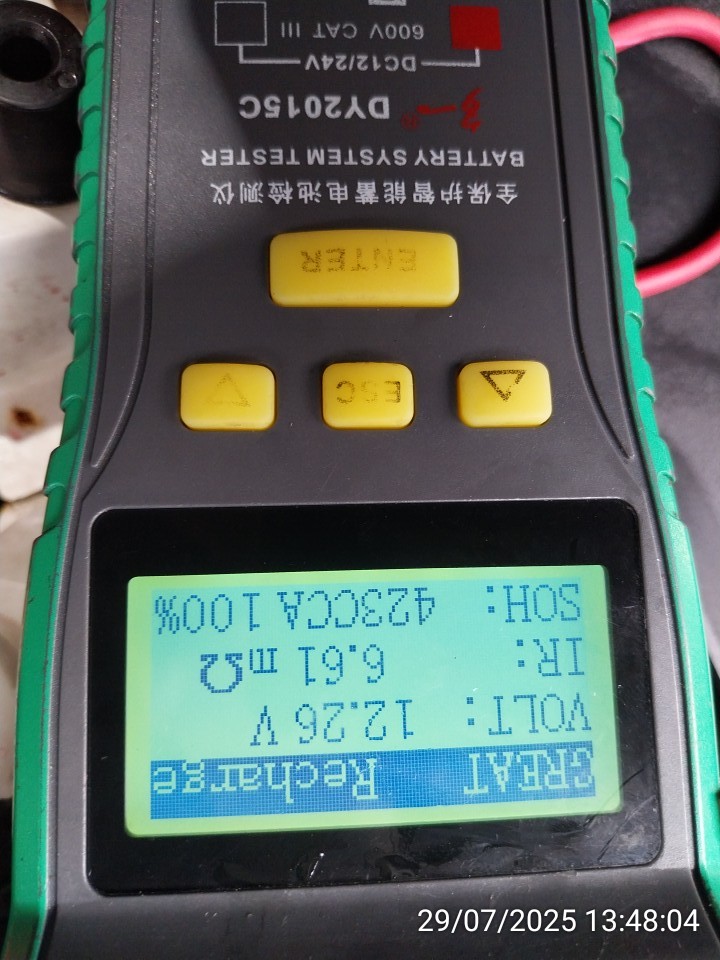 GREAT Recharge
VOLT: 12.26 V
IR: 6.61 mΩ
SOH: 423CCA 100%
ESC
ENTER
全保护智能蓄电池检测仪
BATTERY SYSTEM TESTER
多一® DY2015C
DC12/24V
600V CAT III
29/07/2025 13:48:04